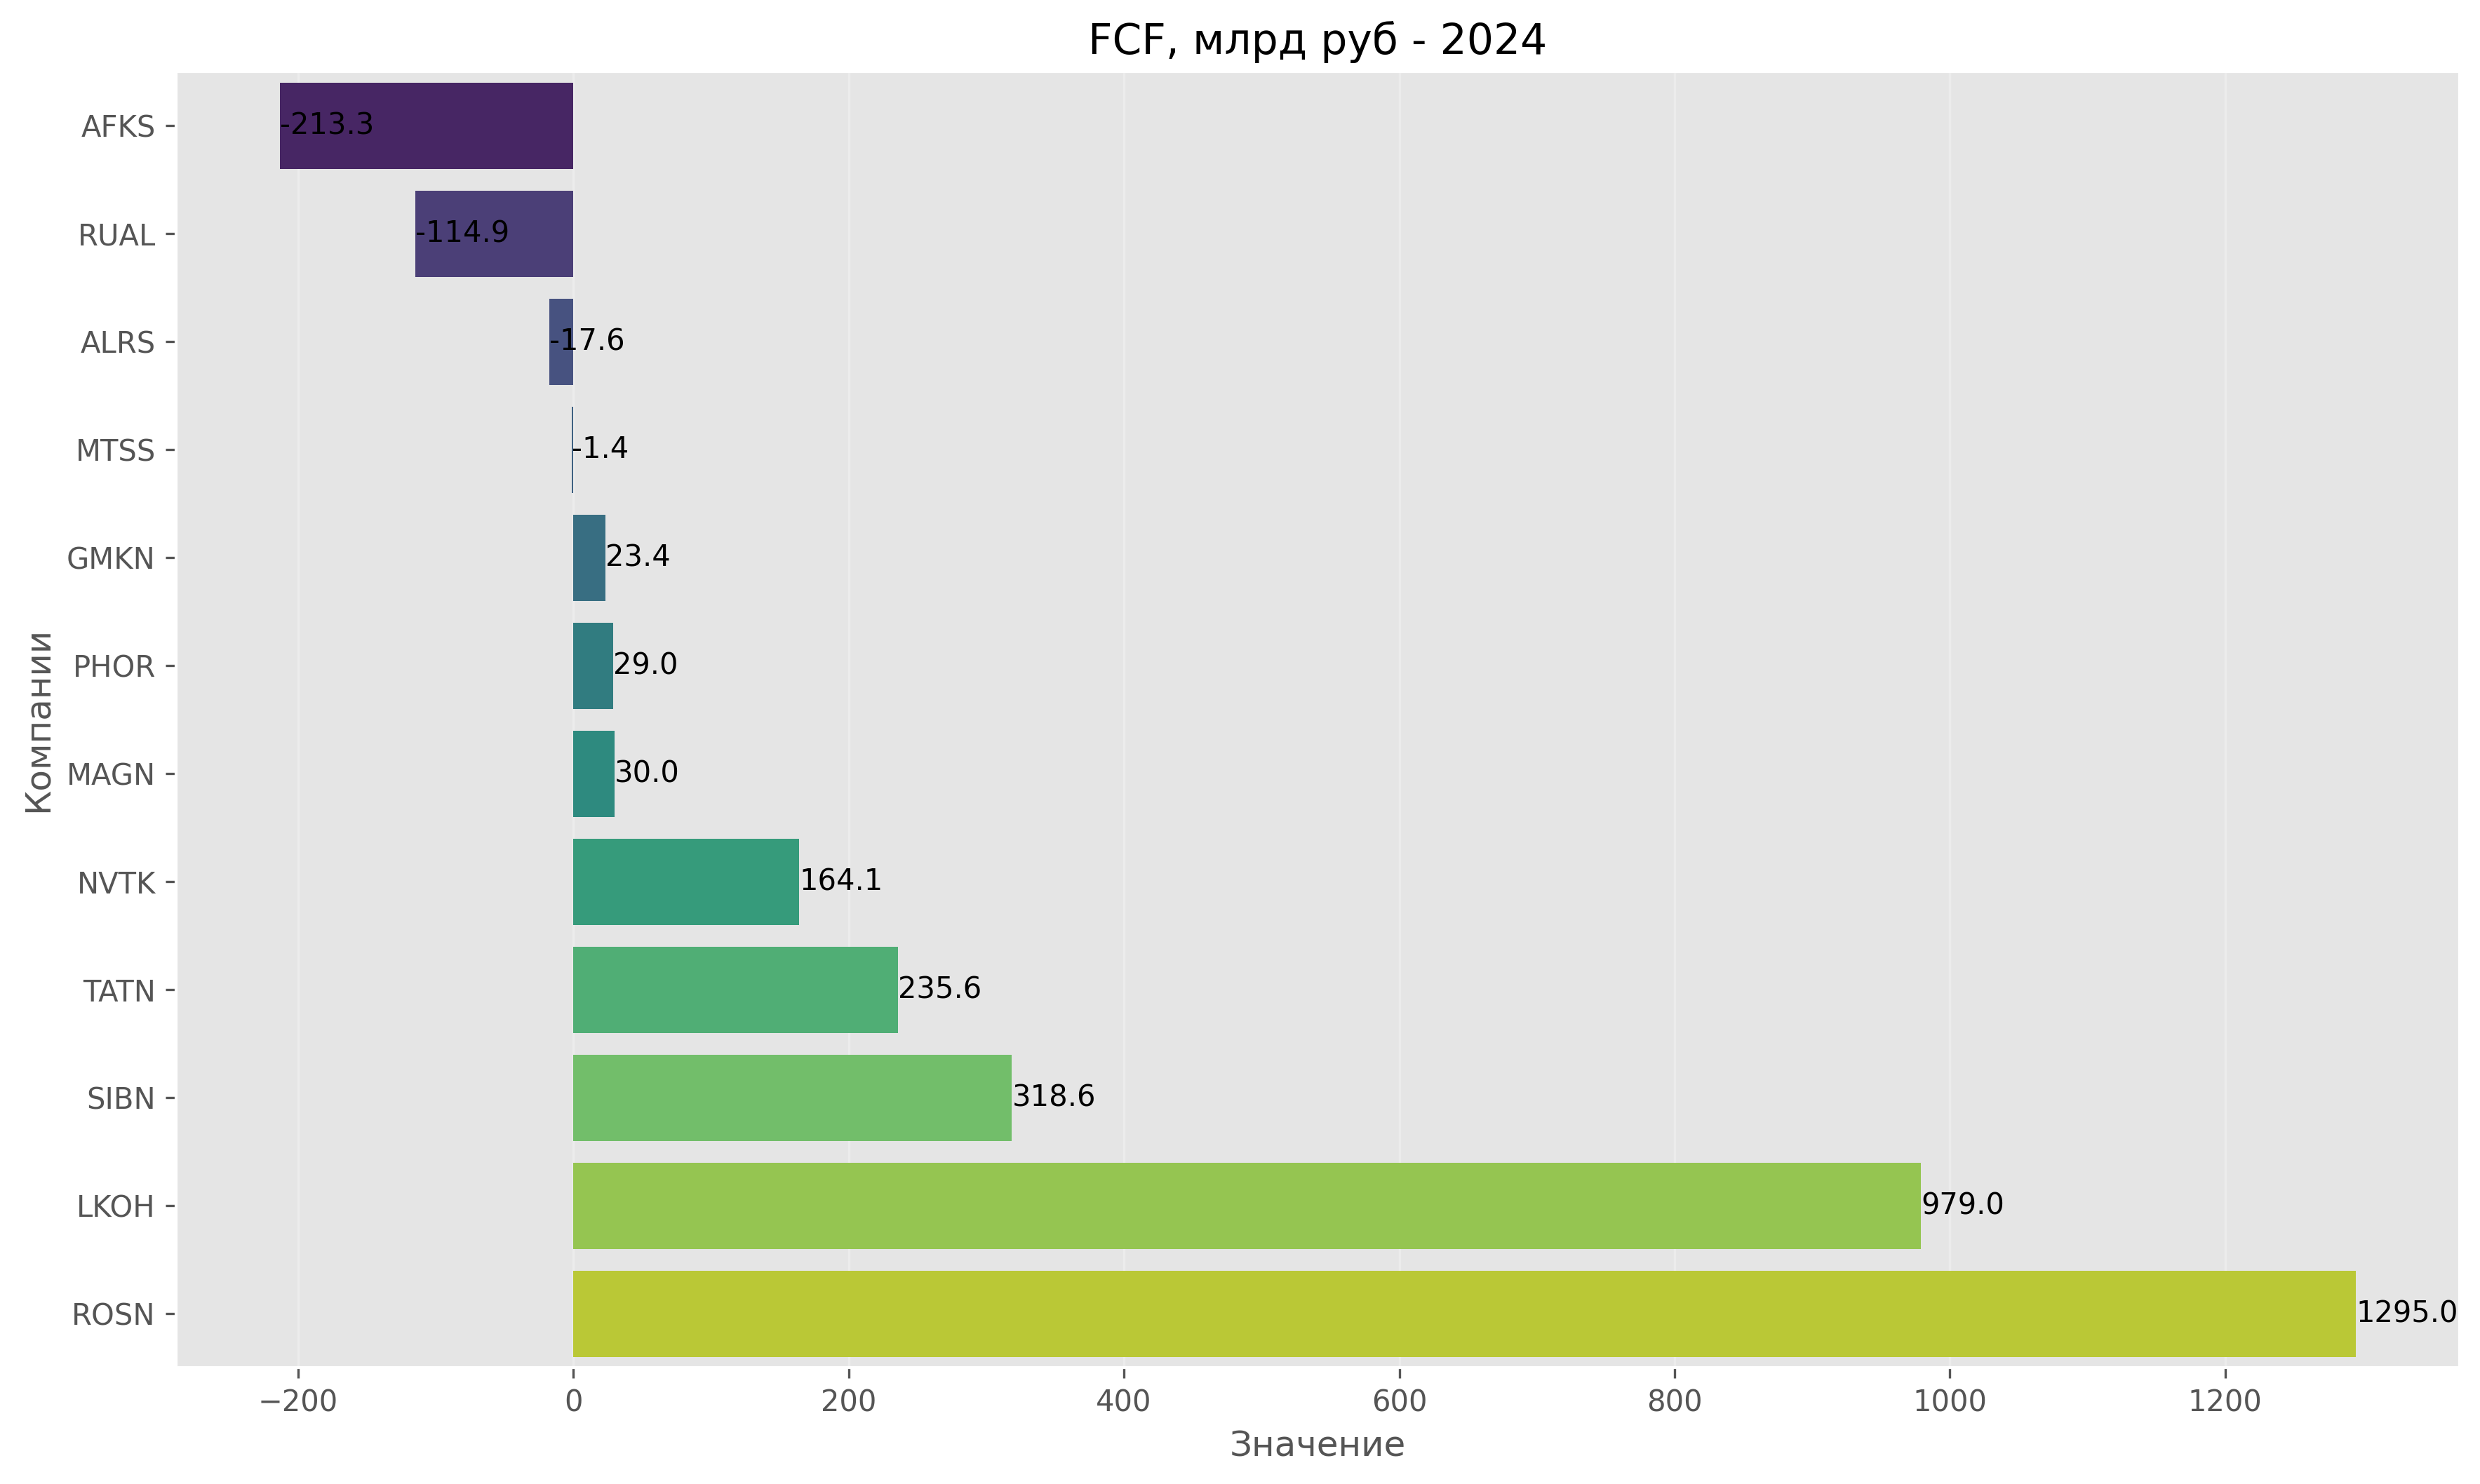 FCF, млрд руб - 2024
Компании
AFKS -213.3
RUAL -114.9
ALRS -17.6
MTSS -1.4
GMKN 23.4
PHOR 29.0
MAGN 30.0
NVTK 164.1
TATN 235.6
SIBN 318.6
LKOH 979.0
ROSN 1295.0
−200 0 200 400 600 800 1000 1200
Значение